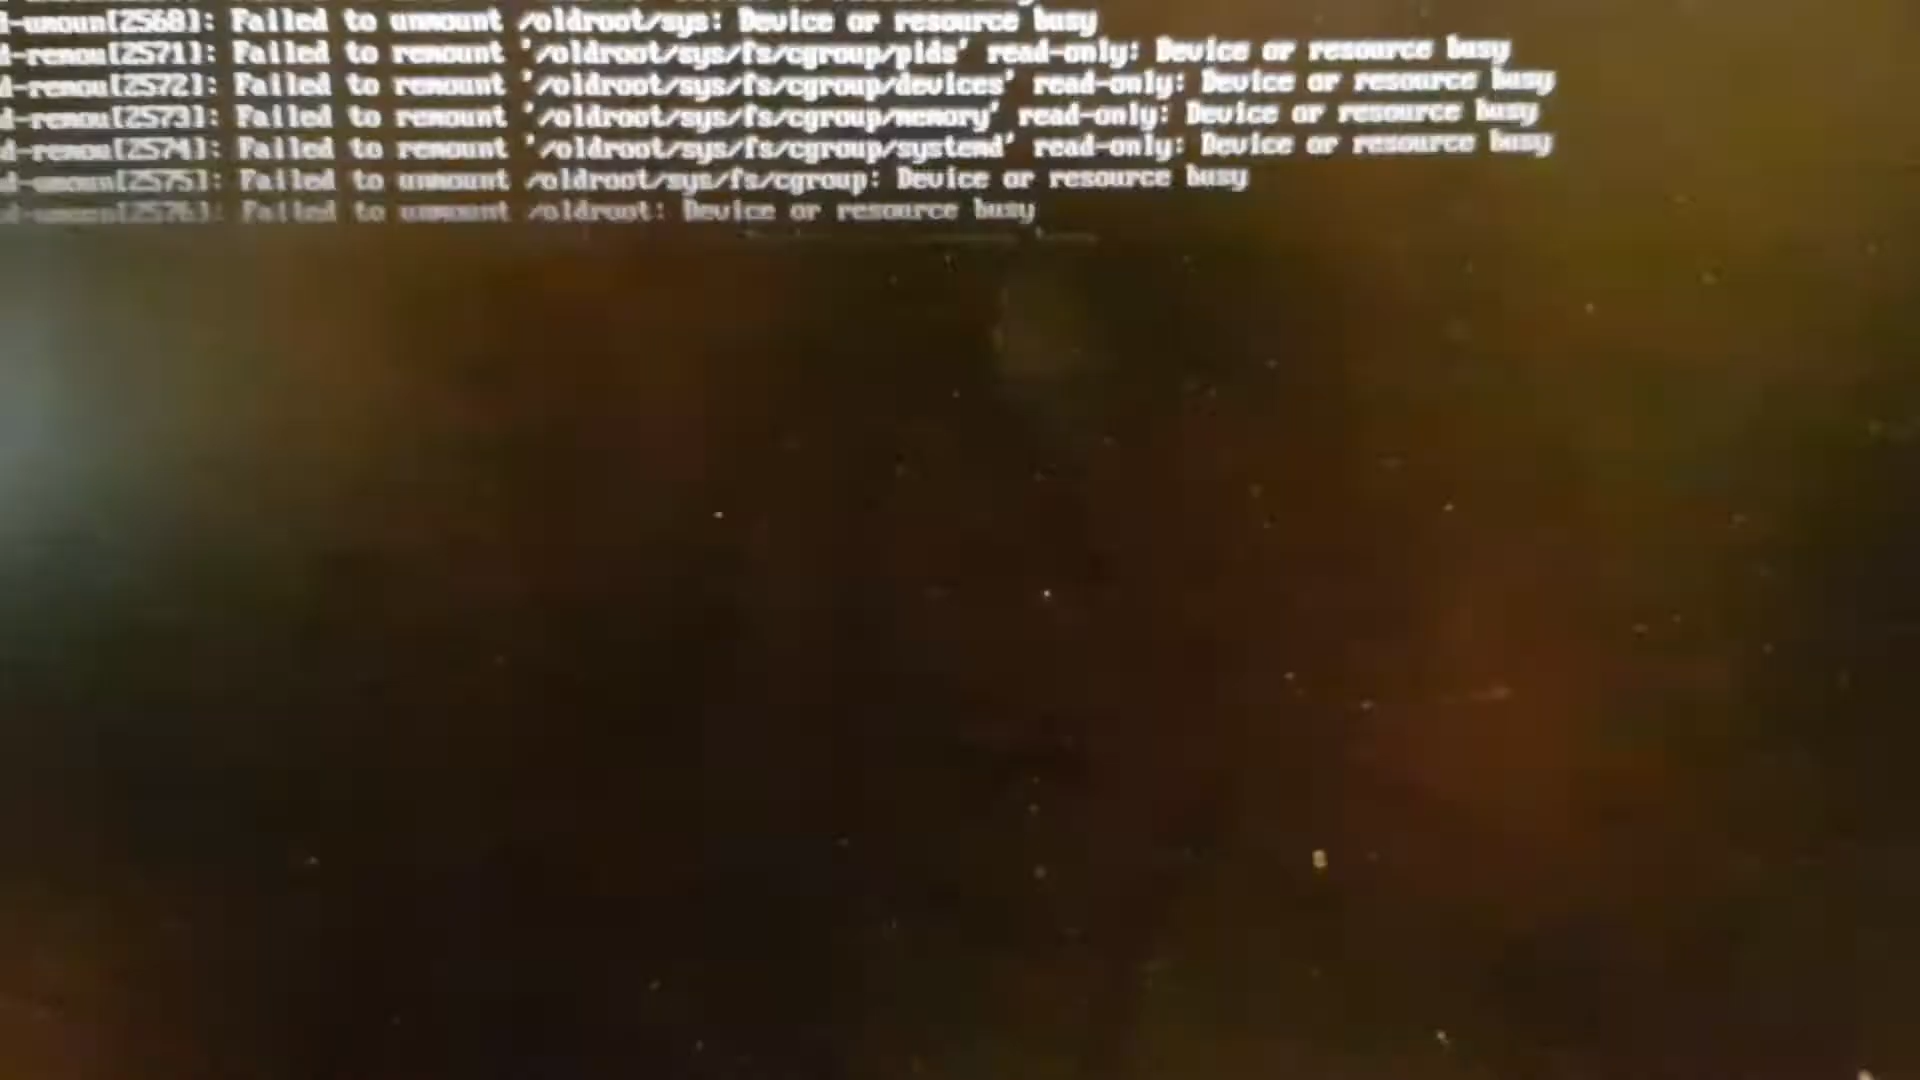 d-umoun[2568]: Failed to unmount /oldroot/sys: Device or resource busy
d-remou[2571]: Failed to remount '/oldroot/sys/fs/cgroup/pids' read-only: Device or resource busy
d-remou[2572]: Failed to remount '/oldroot/sys/fs/cgroup/devices' read-only: Device or resource busy
d-remou[2573]: Failed to remount '/oldroot/sys/fs/cgroup/memory' read-only: Device or resource busy
d-remou[2574]: Failed to remount '/oldroot/sys/fs/cgroup/systemd' read-only: Device or resource busy
d-umoun[2575]: Failed to unmount /oldroot/sys/fs/cgroup: Device or resource busy
d-umoun[2576]: Failed to unmount /oldroot: Device or resource busy